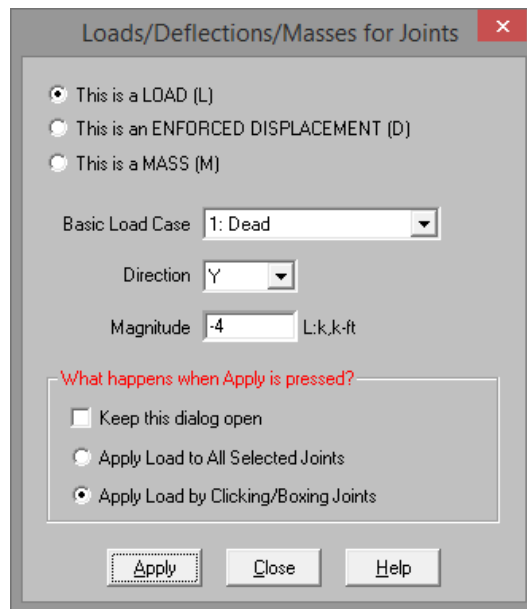 Loads/Deflections/Masses for Joints
This is a LOAD (L)
This is an ENFORCED DISPLACEMENT (D)
This is a MASS (M)
Basic Load Case 1: Dead
Direction Y
Magnitude -4 L:k,k-ft
What happens when Apply is pressed?
Keep this dialog open
Apply Load to All Selected Joints
Apply Load by Clicking/Boxing Joints
Apply Close Help